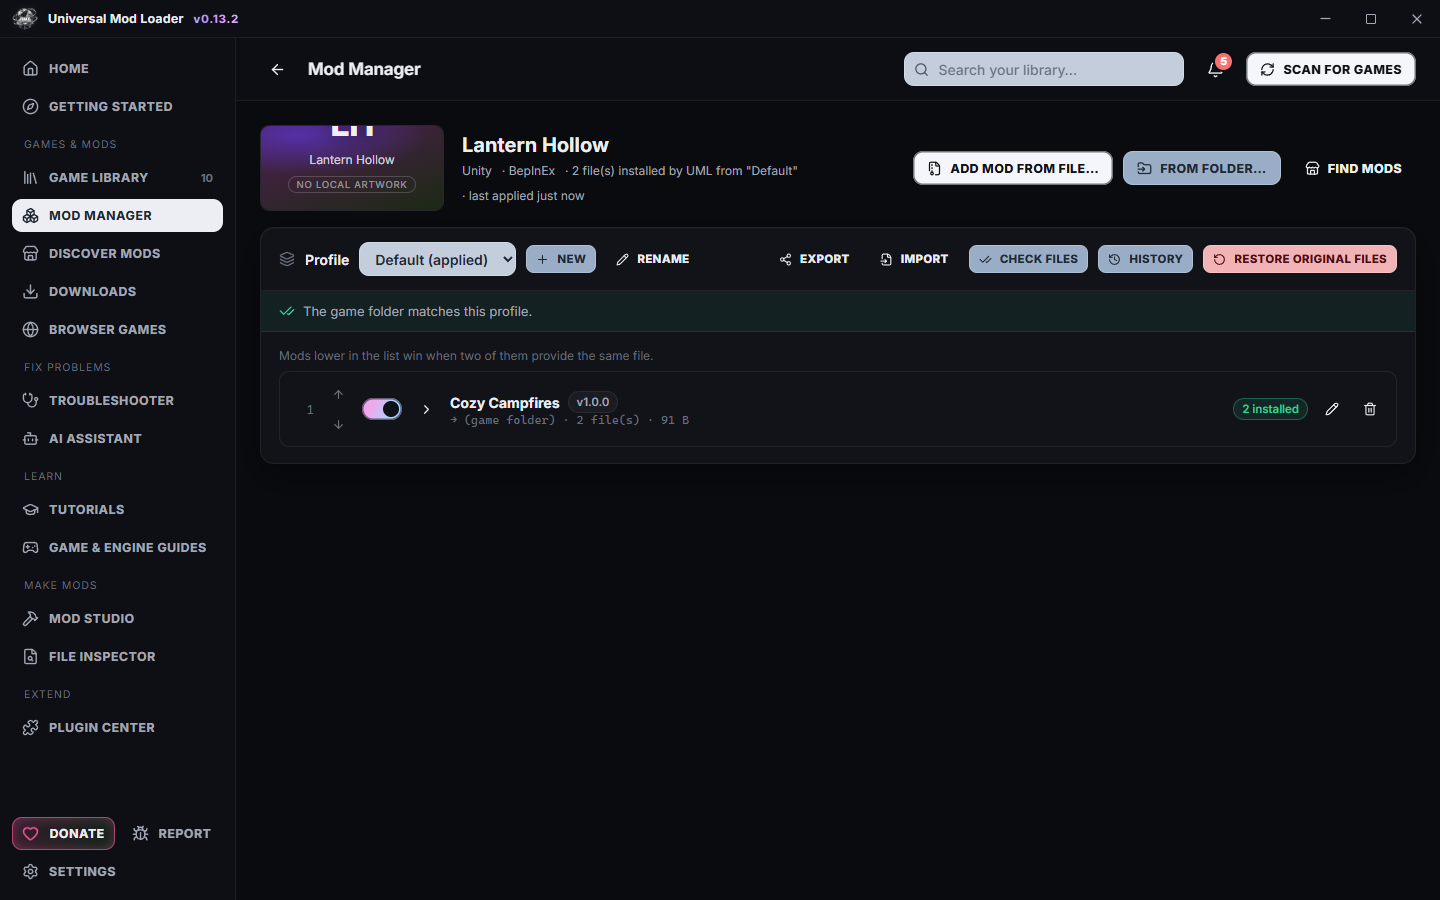 Universal Mod Loader v0.13.2
HOME
GETTING STARTED
GAMES & MODS
GAME LIBRARY 10
MOD MANAGER
DISCOVER MODS
DOWNLOADS
BROWSER GAMES
FIX PROBLEMS
TROUBLESHOOTER
AI ASSISTANT
LEARN
TUTORIALS
GAME & ENGINE GUIDES
MAKE MODS
MOD STUDIO
FILE INSPECTOR
EXTEND
PLUGIN CENTER
DONATE REPORT
SETTINGS
Mod Manager
Search your library...
5
SCAN FOR GAMES
Lantern Hollow
NO LOCAL ARTWORK
Lantern Hollow
Unity · BepInEx · 2 file(s) installed by UML from "Default"
· last applied just now
ADD MOD FROM FILE... FROM FOLDER... FIND MODS
Profile Default (applied) NEW RENAME EXPORT IMPORT CHECK FILES HISTORY RESTORE ORIGINAL FILES
The game folder matches this profile.
Mods lower in the list win when two of them provide the same file.
1 Cozy Campfires v1.0.0
→ (game folder) · 2 file(s) · 91 B
2 installed